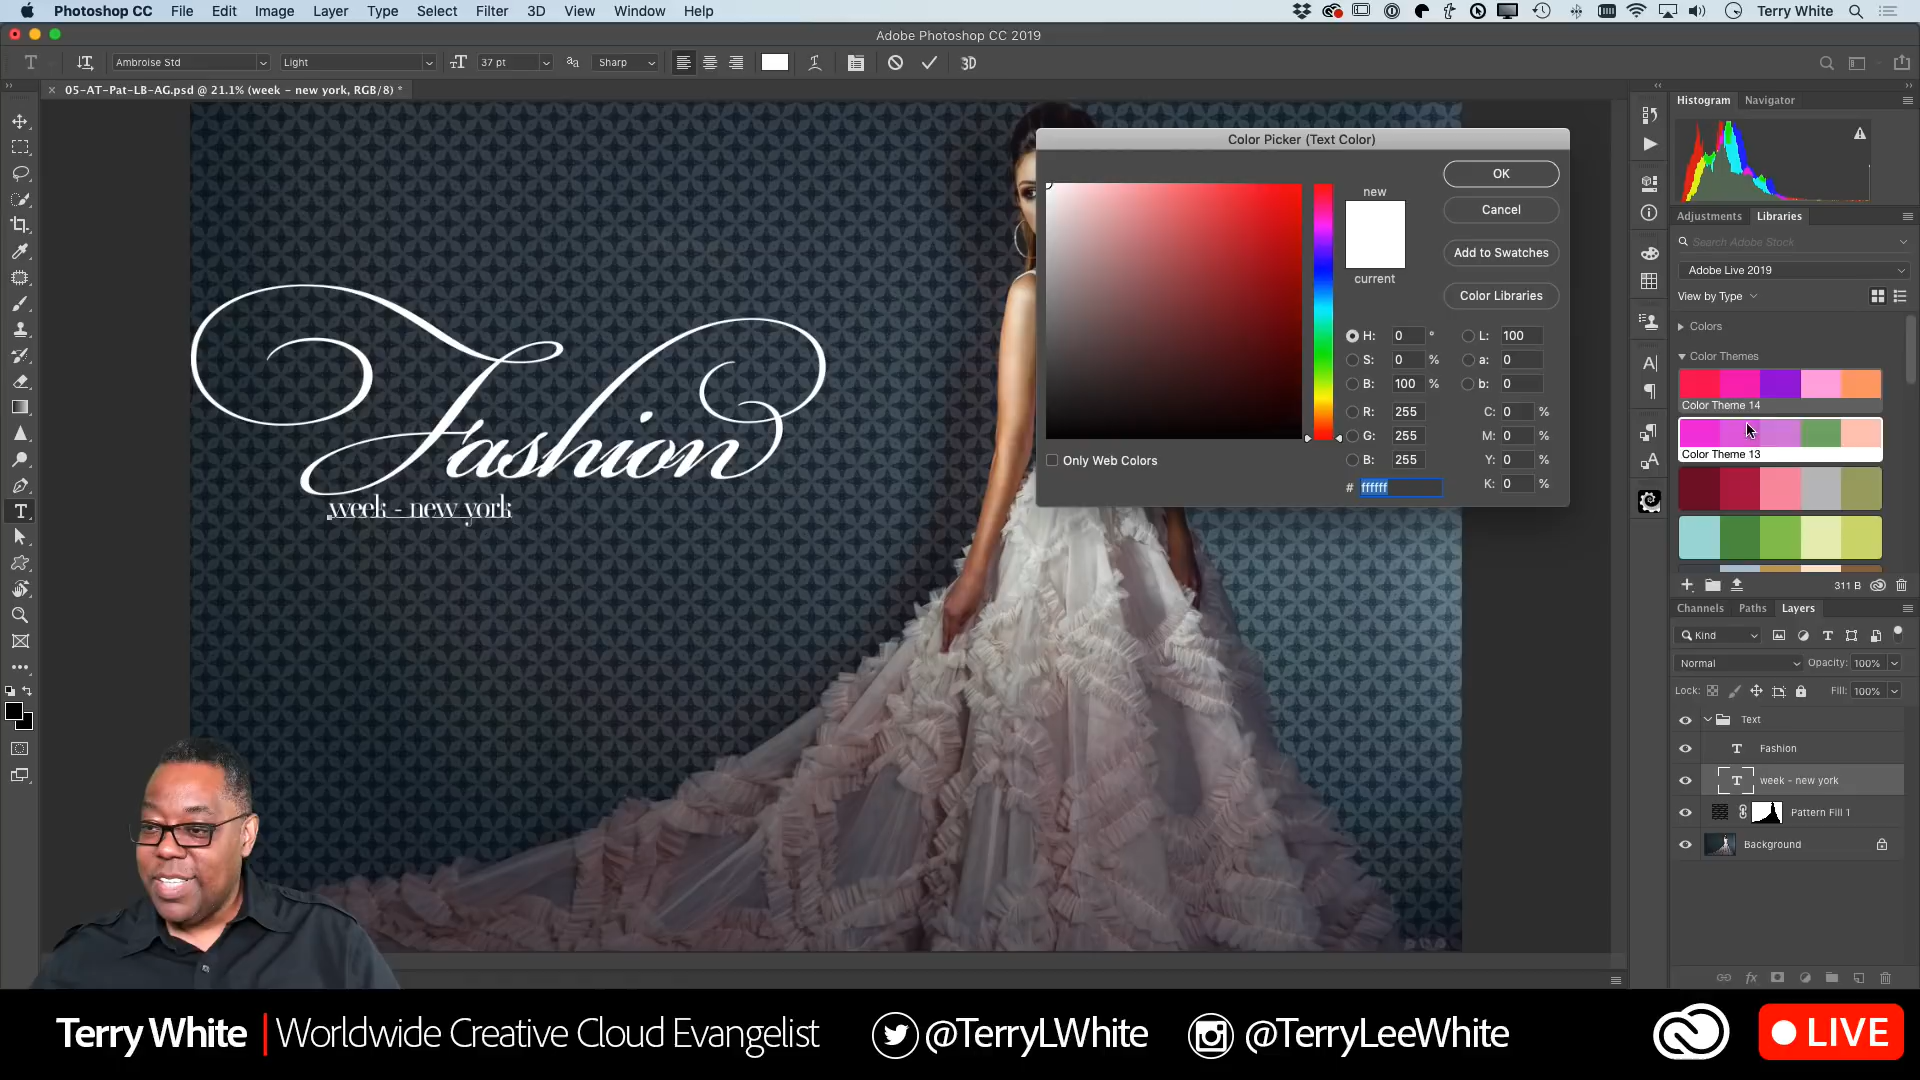 Photoshop CC File Edit Image Layer Type Select Filter 3D View Window Help Terry White
Adobe Photoshop CC 2019
Ambroise Std Light 37 pt Sharp 3D
05-AT-Pat-LB-AG.psd @ 21.1% (week - new york, RGB/8) *
Histogram Navigator
Color Picker (Text Color)
new
current
OK
Cancel
Add to Swatches
Color Libraries
H: 0 ° L: 100
S: 0 % a: 0
B: 100 % b: 0
R: 255 C: 0 %
G: 255 M: 0 %
B: 255 Y: 0 %
# ffffff K: 0 %
Only Web Colors
Adjustments Libraries
Search Adobe Stock
Adobe Live 2019
View by Type
Colors
Color Themes
Color Theme 14
Color Theme 13
311 B
Fashion
week - new york
Channels Paths Layers
Kind
Normal Opacity: 100%
Lock: Fill: 100%
Text
Fashion
week - new york
Pattern Fill 1
Background
Terry White | Worldwide Creative Cloud Evangelist @TerryLWhite @TerryLeeWhite LIVE